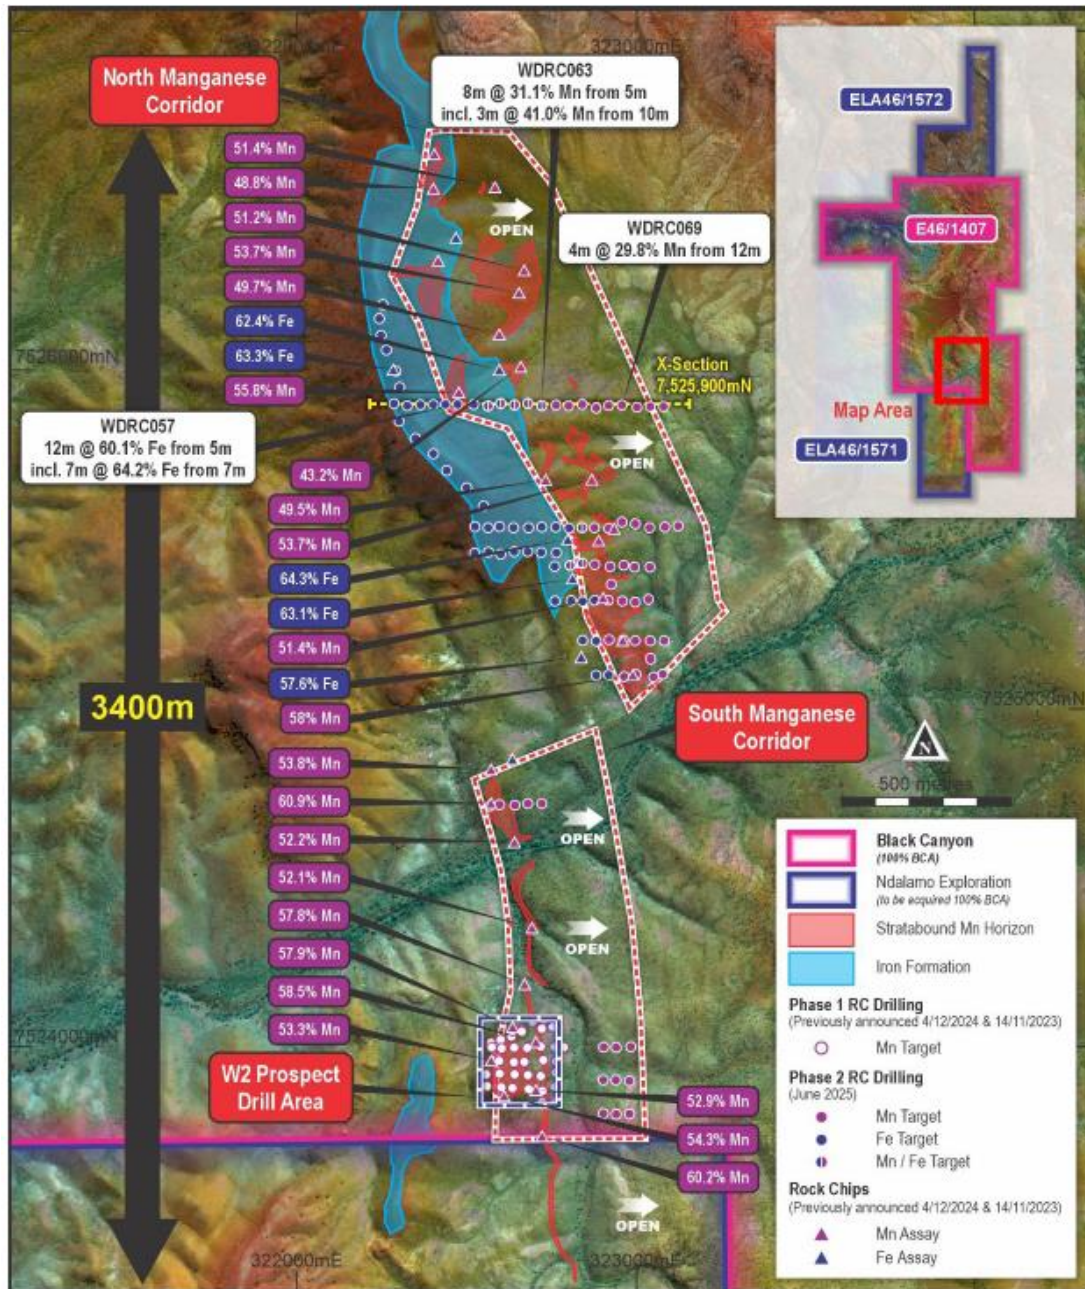 322000mE
323000mE
North Manganese
Corridor
WDRC063
8m @ 31.1% Mn from 5m
incl. 3m @ 41.0% Mn from 10m
ELA46/1572
51.4% Mn
48.8% Mn
51.2% Mn
53.7% Mn
49.7% Mn
62.4% Fe
63.3% Fe
55.8% Mn
OPEN
WDRC069
4m @ 29.8% Mn from 12m
E46/1407
7526000mN
X-Section
7,525,900mN
Map Area
ELA46/1571
WDRC057
12m @ 60.1% Fe from 5m
incl. 7m @ 64.2% Fe from 7m
OPEN
43.2% Mn
49.5% Mn
53.7% Mn
64.3% Fe
63.1% Fe
51.4% Mn
57.6% Fe
58% Mn
3400m
7525000mN
South Manganese
Corridor
N
500 metres
53.8% Mn
60.9% Mn
52.2% Mn
52.1% Mn
57.8% Mn
57.9% Mn
58.5% Mn
53.3% Mn
OPEN
OPEN
7524000mN
W2 Prospect
Drill Area
52.9% Mn
54.3% Mn
60.2% Mn
OPEN
322000mE
323000mE
Black Canyon
(100% BCA)
Ndalamo Exploration
(to be acquired 100% BCA)
Stratabound Mn Horizon
Iron Formation
Phase 1 RC Drilling
(Previously announced 4/12/2024 & 14/11/2023)
Mn Target
Phase 2 RC Drilling
(June 2025)
Mn Target
Fe Target
Mn / Fe Target
Rock Chips
(Previously announced 4/12/2024 & 14/11/2023)
Mn Assay
Fe Assay